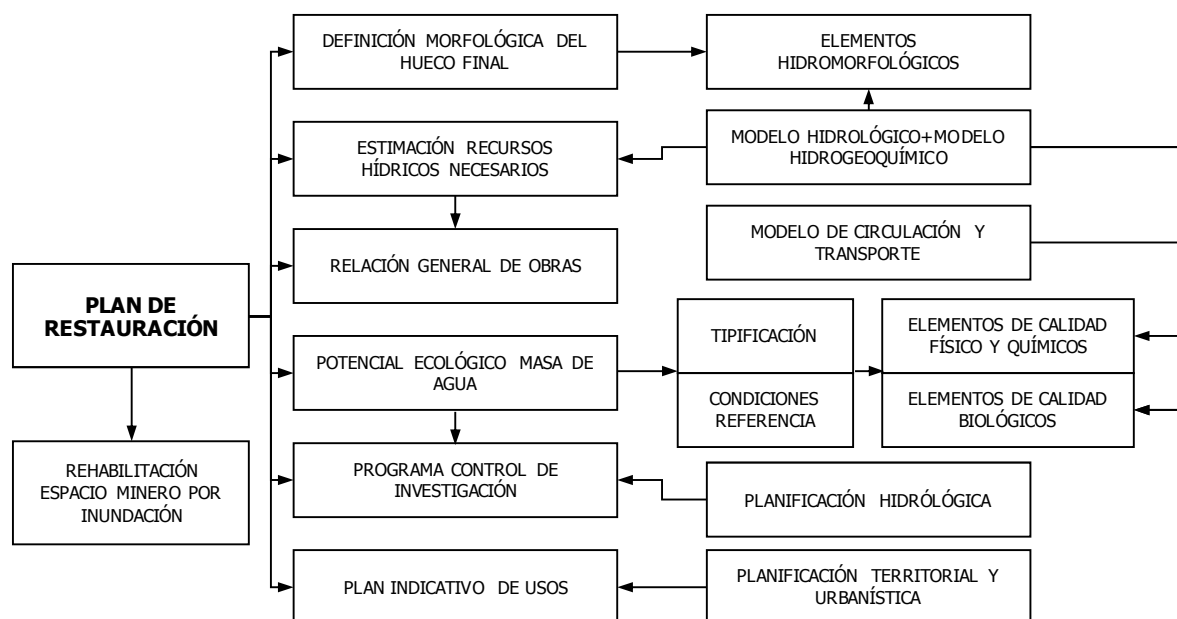 DEFINICIÓN MORFOLÓGICA DEL
HUECO FINAL
ELEMENTOS
HIDROMORFOLÓGICOS
ESTIMACIÓN RECURSOS
HÍDRICOS NECESARIOS
MODELO HIDROLÓGICO+MODELO
HIDROGEOQUÍMICO
RELACIÓN GENERAL DE OBRAS
MODELO DE CIRCULACIÓN Y
TRANSPORTE
PLAN DE
RESTAURACIÓN
POTENCIAL ECOLÓGICO MASA DE
AGUA
TIPIFICACIÓN
CONDICIONES
REFERENCIA
ELEMENTOS DE CALIDAD
FÍSICO Y QUÍMICOS
ELEMENTOS DE CALIDAD
BIOLÓGICOS
REHABILITACIÓN
ESPACIO MINERO POR
INUNDACIÓN
PROGRAMA CONTROL DE
INVESTIGACIÓN
PLANIFICACIÓN HIDRÓLÓGICA
PLAN INDICATIVO DE USOS
PLANIFICACIÓN TERRITORIAL Y
URBANÍSTICA